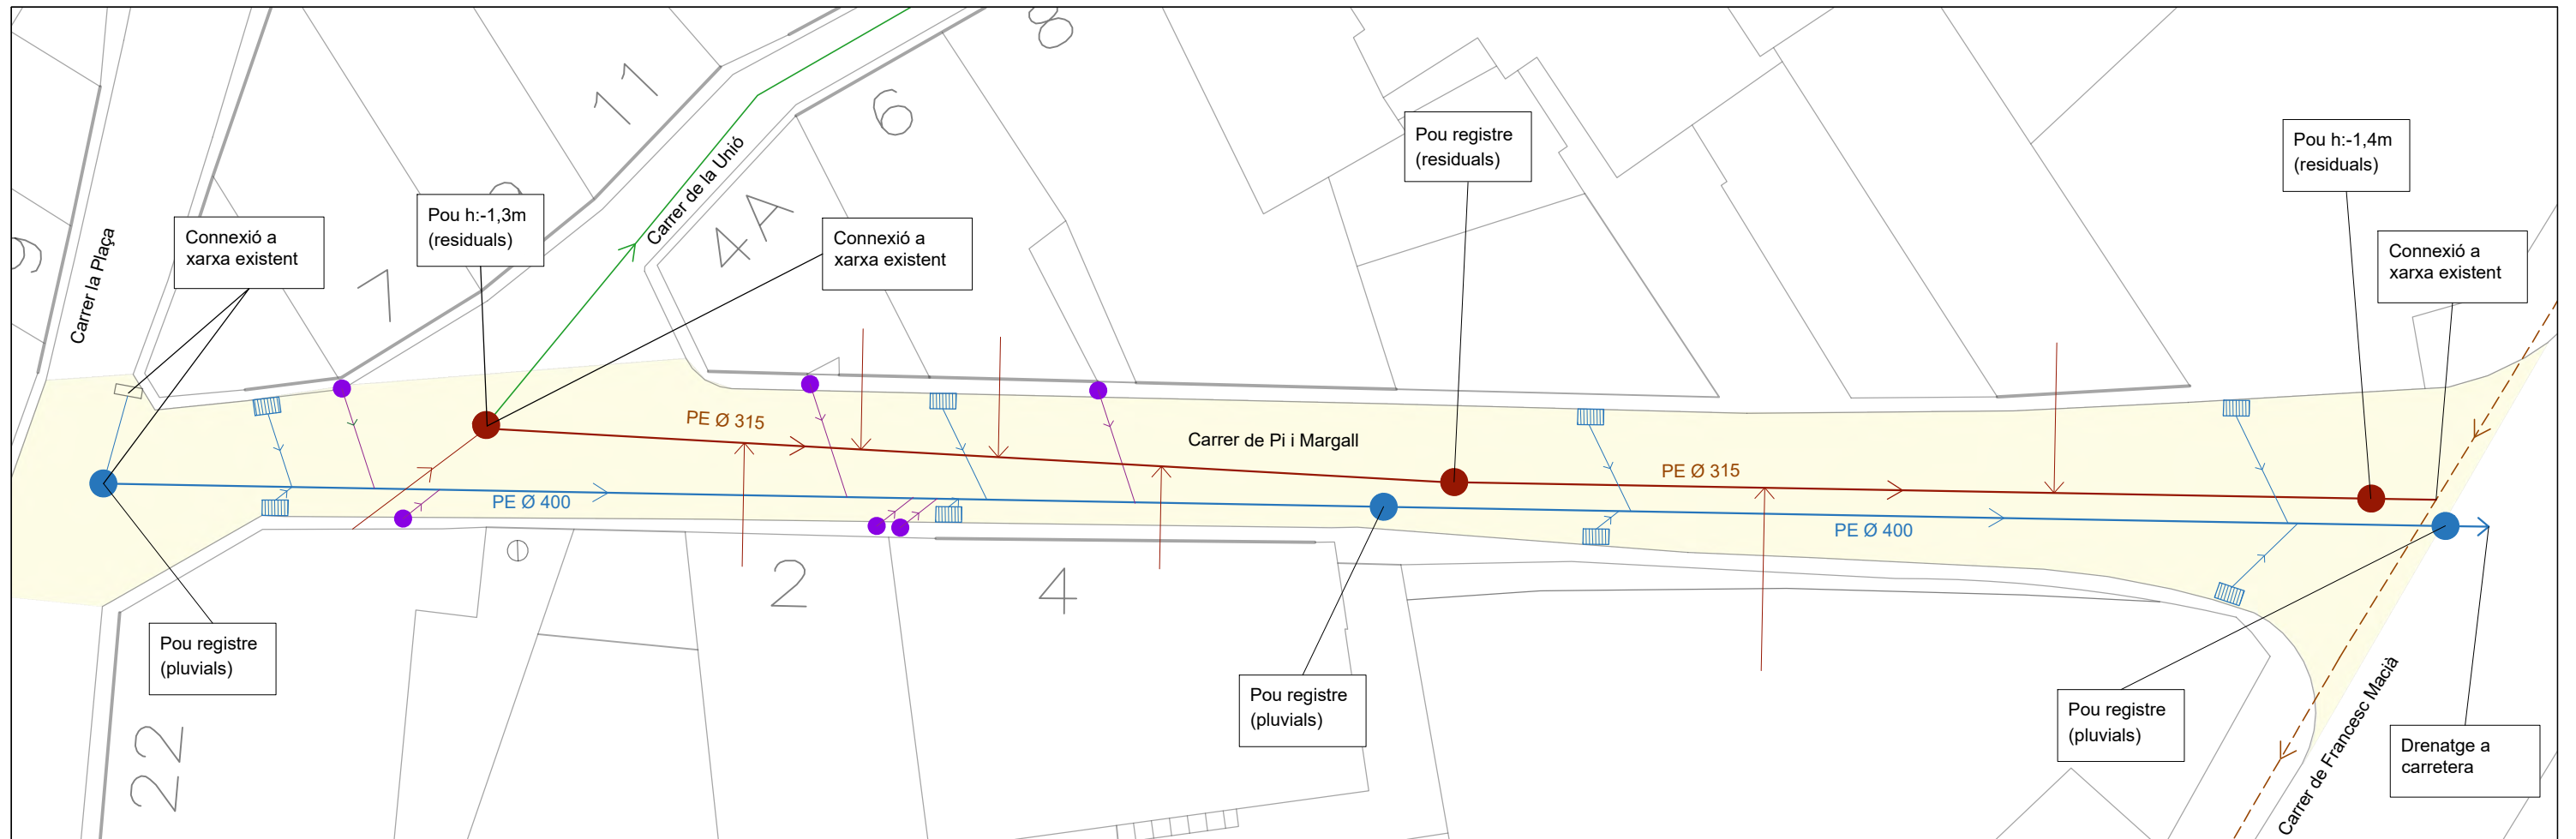 8
11
6
Pou registre
(residuals)
Pou h:-1,4m
(residuals)
Carrer de la Unió
4A
9
9
Pou h:-1,3m
(residuals)
Connexió a
xarxa existent
Connexió a
xarxa existent
Connexió a
xarxa existent
Carrer la Plaça
7
PE Ø 315
Carrer de Pi i Margall
PE Ø 315
PE Ø 400
PE Ø 400
2
4
Pou registre
(pluvials)
Pou registre
(pluvials)
Pou registre
(pluvials)
Carrer de Francesc Macià
Drenatge a
carretera
22